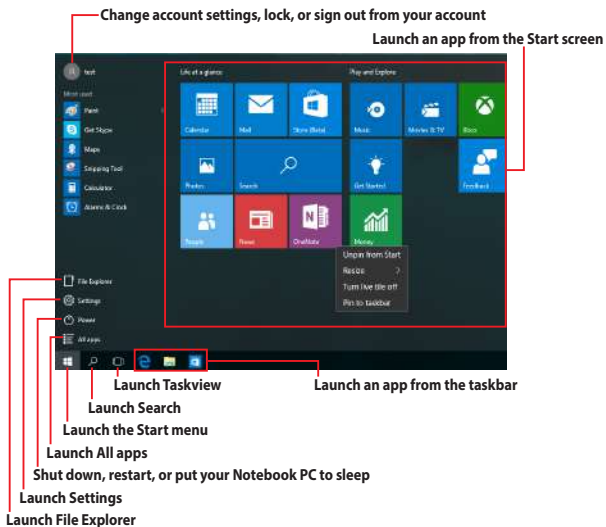 Change account settings, lock, or sign out from your account
Launch an app from the Start screen
test
Life at a glance
Play and Explore
Most used
Paint
Get Skype
Maps
Snipping Tool
Calculator
Alarms & Clock
Calendar
Mail
Store (Beta)
Music
Movies & TV
Xbox
Photos
Search
Get Started
Feedback
People
News
OneNote
Money
Unpin from Start
Resize
Turn live tile off
Pin to taskbar
File Explorer
Settings
Power
All apps
Launch Taskview
Launch an app from the taskbar
Launch Search
Launch the Start menu
Launch All apps
Shut down, restart, or put your Notebook PC to sleep
Launch Settings
Launch File Explorer